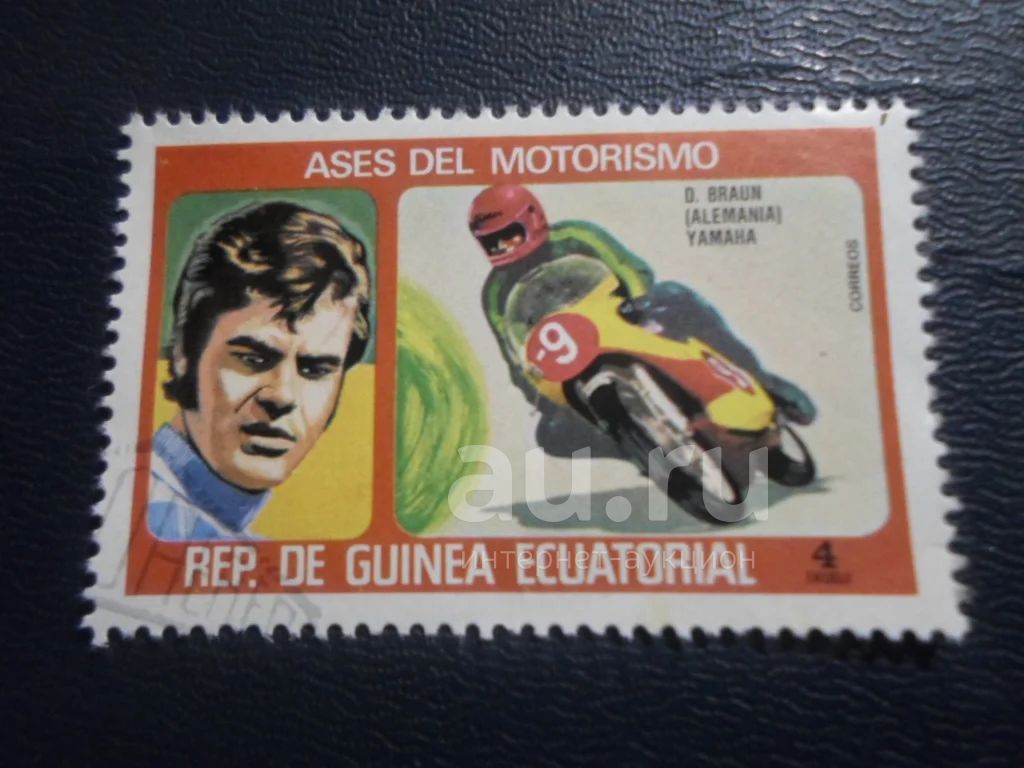 ASES DEL MOTORISMO
D. BRAUN
(ALEMANIA)
YAMAHA
CORREOS
-9
au.ru
интернет-аукцион
4
REP. DE GUINEA ECUATORIAL